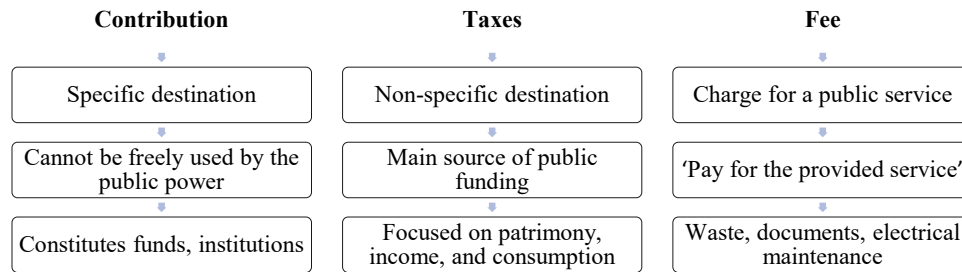 Contribution
Specific destination
Cannot be freely used by the
public power
Constitutes funds, institutions
Taxes
Non-specific destination
Main source of public
funding
Focused on patrimony,
income, and consumption
Fee
Charge for a public service
‘Pay for the provided service’
Waste, documents, electrical
maintenance